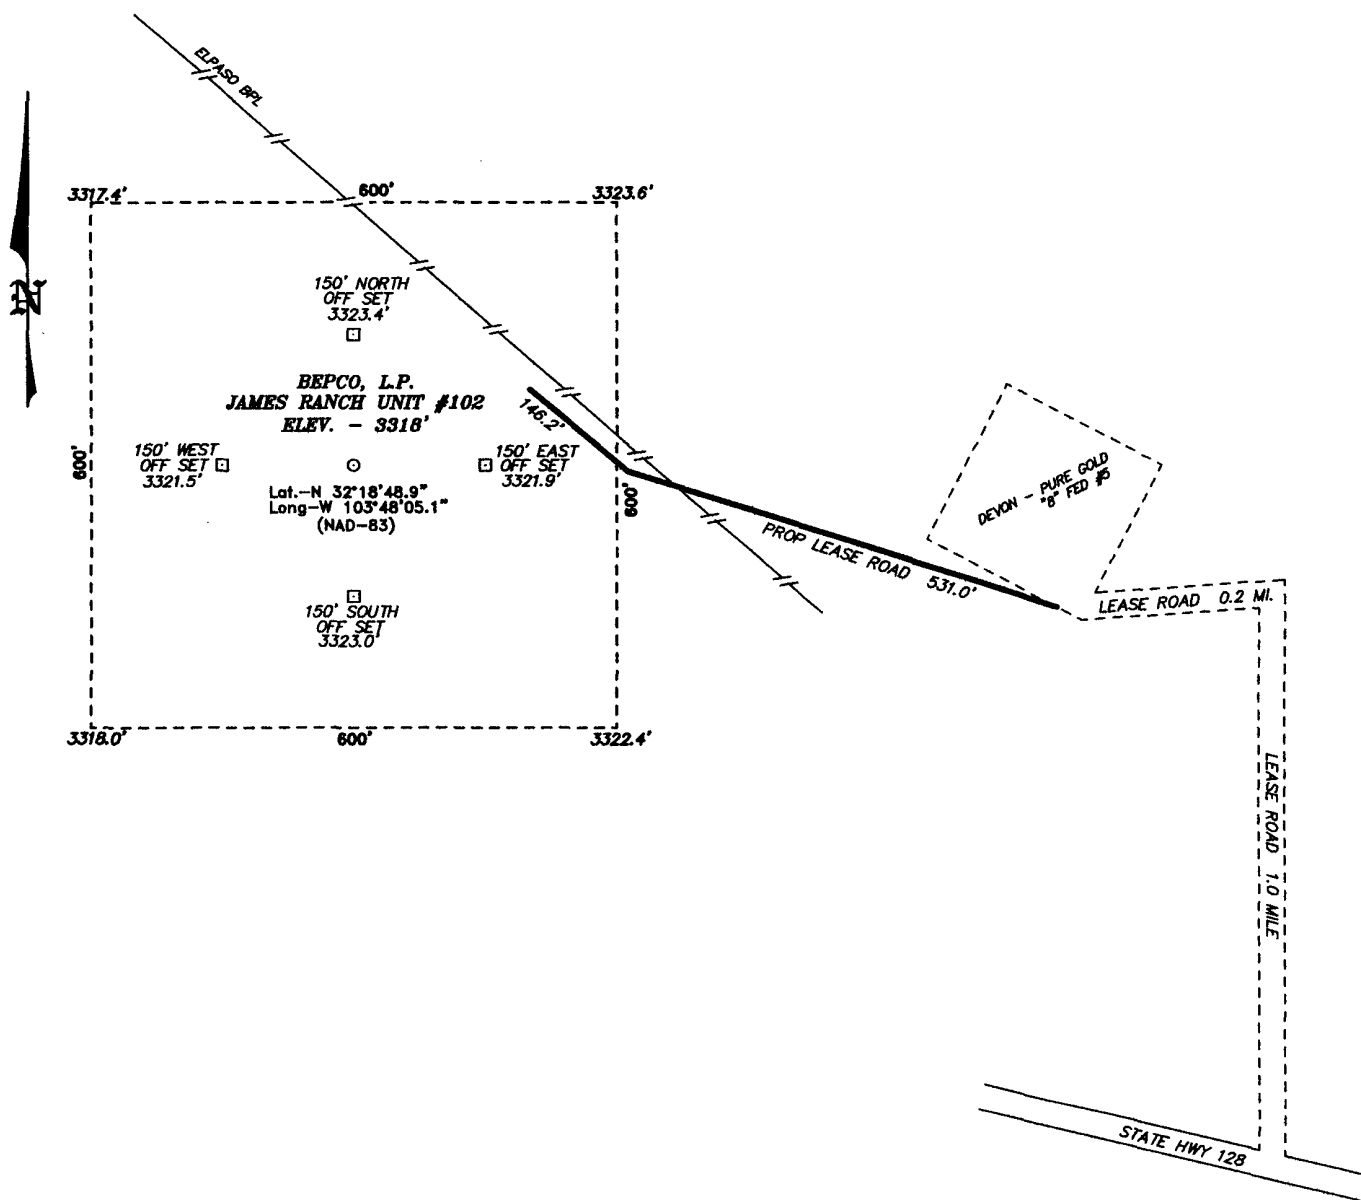 ELPASO BPL
3317.4'
600'
3323.6'
N
150' NORTH
OFF SET
3323.4'
BEPCO, L.P.
JAMES RANCH UNIT #102
ELEV. - 3318'
146.2'
600'
150' WEST
OFF SET
3321.5'
150' EAST
OFF SET
3321.9'
600'
Lat.-N 32°18'48.9"
Long-W 103°48'05.1"
(NAD-83)
DEVON - PURE GOLD
"8" FED #5
PROP LEASE ROAD 531.0'
LEASE ROAD 0.2 MI.
150' SOUTH
OFF SET
3323.0'
3318.0'
600'
3322.4'
LEASE ROAD 1.0 MILE
STATE HWY 128